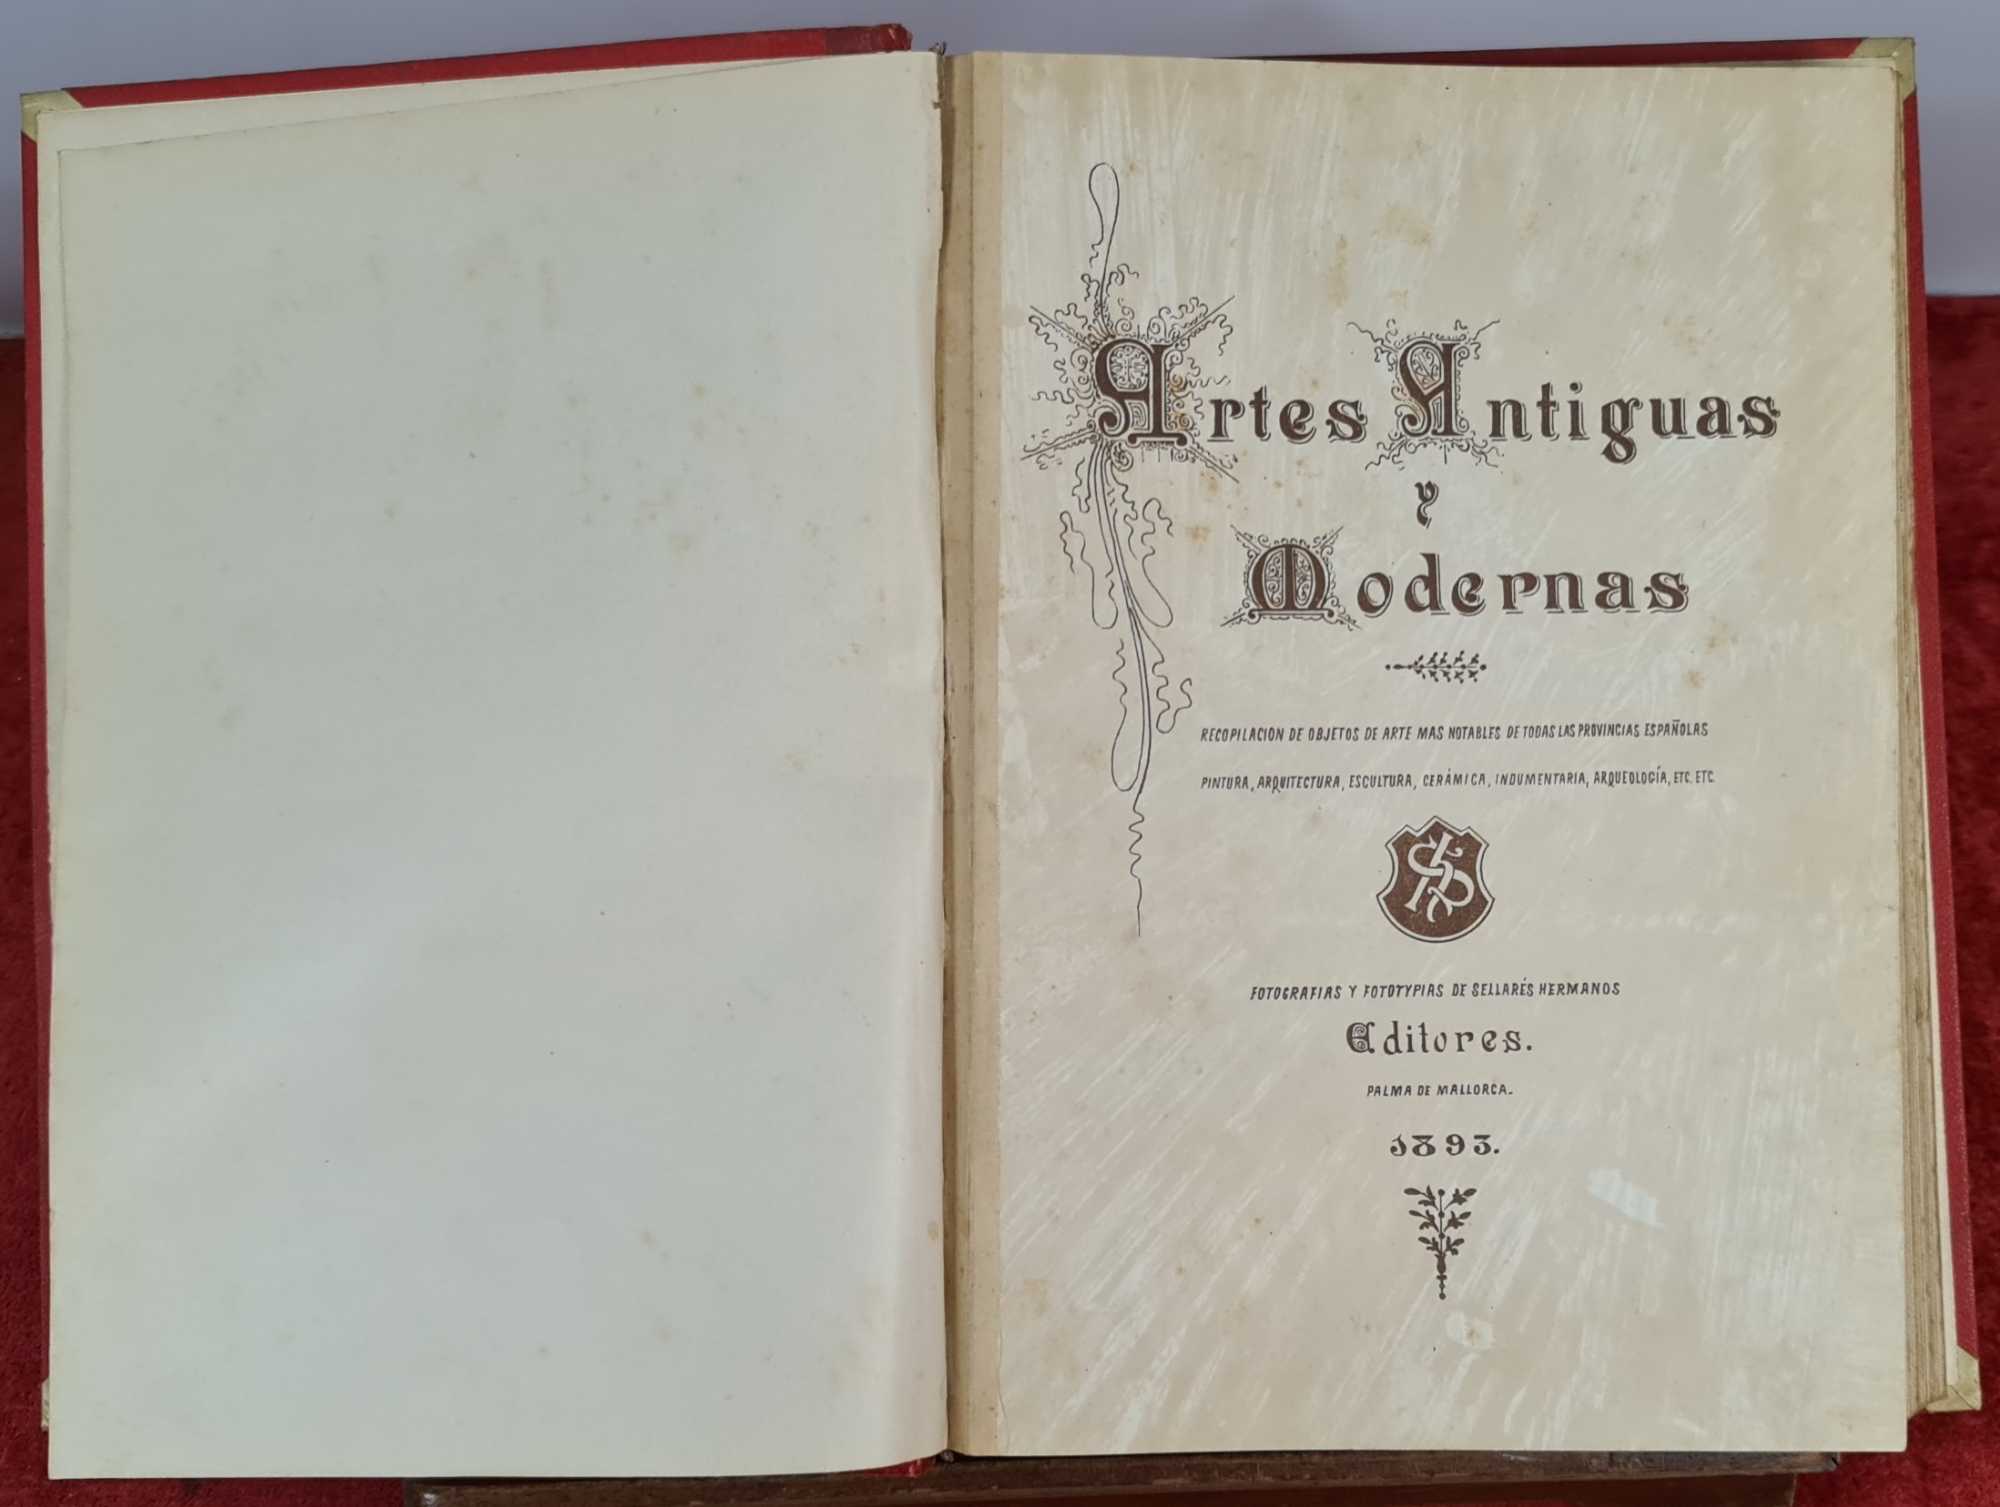 Artes Antiguas
y
Modernas
RECOPILACION DE OBJETOS DE ARTE MAS NOTABLES DE TODAS LAS PROVINCIAS ESPAÑOLAS
PINTURA, ARQUITECTURA, ESCULTURA, CERÁMICA, INDUMENTARIA, ARQUEOLOGÍA, ETC. ETC.
FOTOGRAFIAS Y FOTOTYPIAS DE SELLARÉS HERMANOS
Editores.
PALMA DE MALLORCA.
1893.